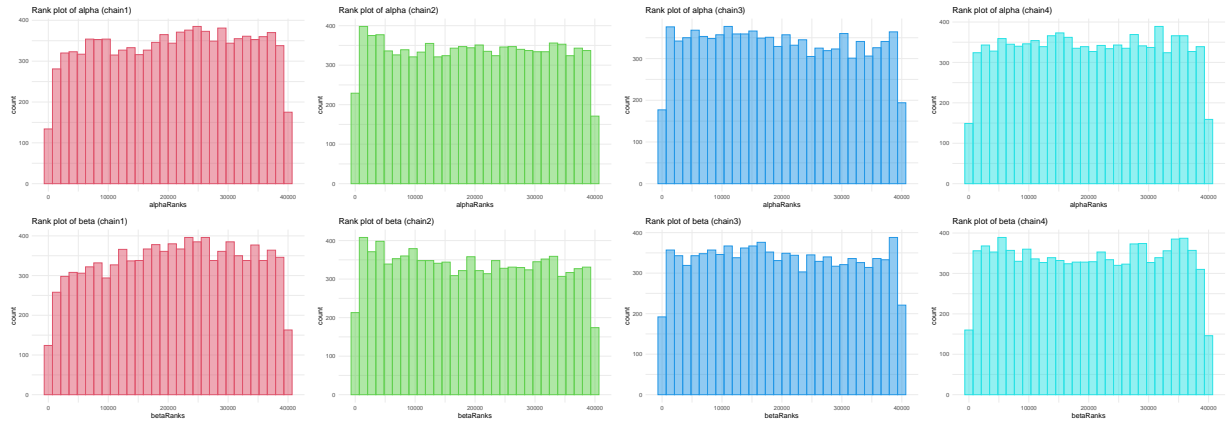 Rank plot of alpha (chain1)
400
300
200
100
0
count
0 10000 20000 30000 40000
alphaRanks
Rank plot of alpha (chain2)
400
300
200
100
0
count
0 10000 20000 30000 40000
alphaRanks
Rank plot of alpha (chain3)
300
200
100
0
count
0 10000 20000 30000 40000
alphaRanks
Rank plot of alpha (chain4)
400
300
200
100
0
count
0 10000 20000 30000 40000
alphaRanks
Rank plot of beta (chain1)
400
300
200
100
0
count
0 10000 20000 30000 40000
betaRanks
Rank plot of beta (chain2)
400
300
200
100
0
count
0 10000 20000 30000 40000
betaRanks
Rank plot of beta (chain3)
400
300
200
100
0
count
0 10000 20000 30000 40000
betaRanks
Rank plot of beta (chain4)
400
300
200
100
0
count
0 10000 20000 30000 40000
betaRanks